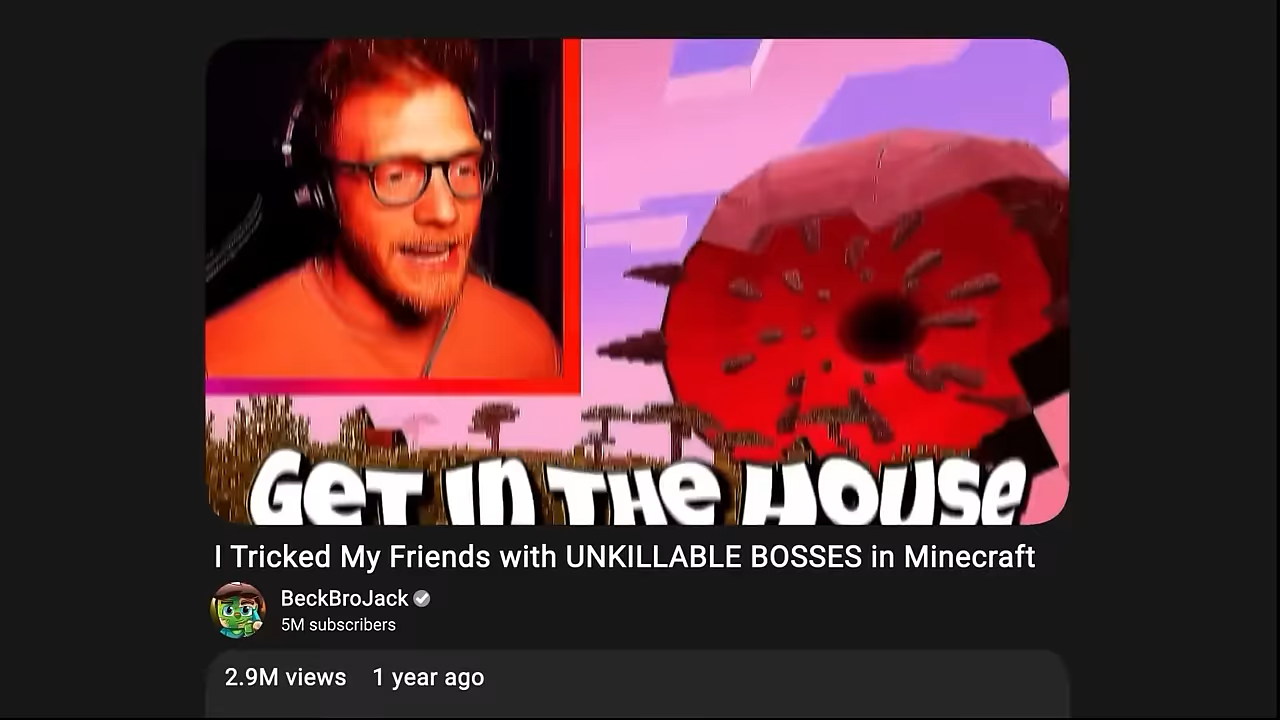 GET IN THE HOUSE
I Tricked My Friends with UNKILLABLE BOSSES in Minecraft
BeckBroJack
5M subscribers
2.9M views 1 year ago